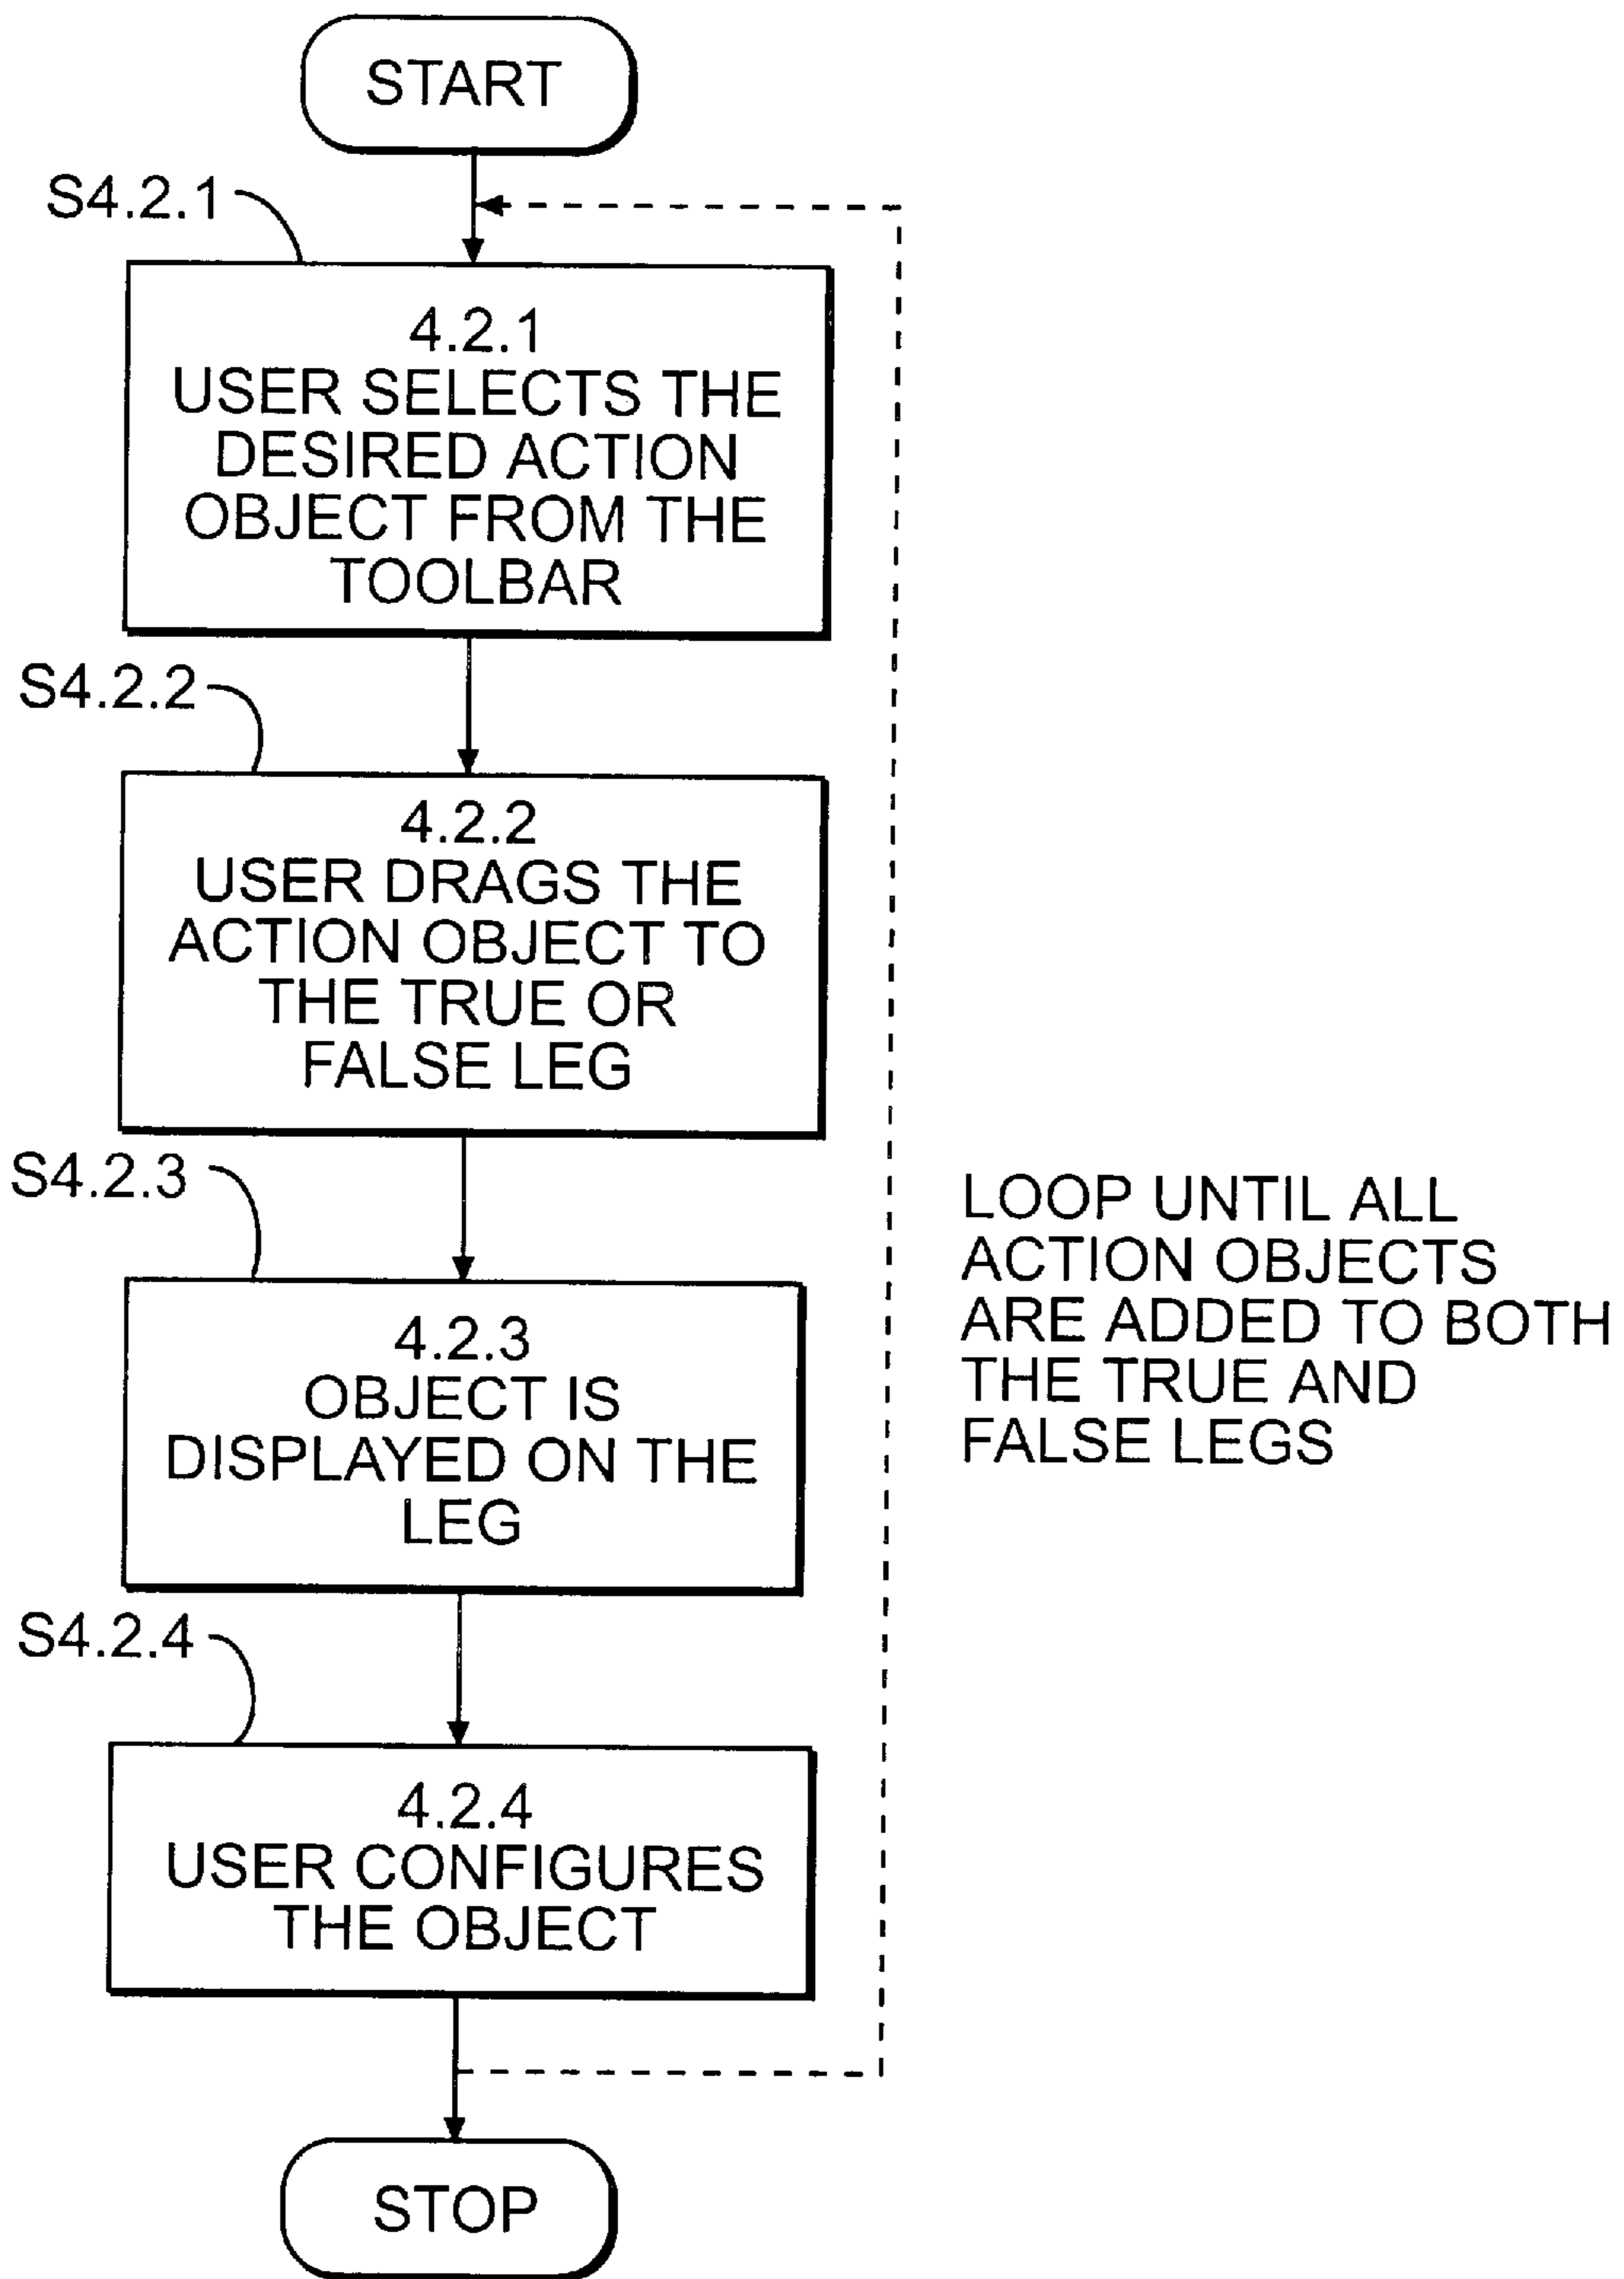 START
S4.2.1
4.2.1
USER SELECTS THE
DESIRED ACTION
OBJECT FROM THE
TOOLBAR
S4.2.2
4.2.2
USER DRAGS THE
ACTION OBJECT TO
THE TRUE OR
FALSE LEG
S4.2.3
4.2.3
OBJECT IS
DISPLAYED ON THE
LEG
LOOP UNTIL ALL
ACTION OBJECTS
ARE ADDED TO BOTH
THE TRUE AND
FALSE LEGS
S4.2.4
4.2.4
USER CONFIGURES
THE OBJECT
STOP